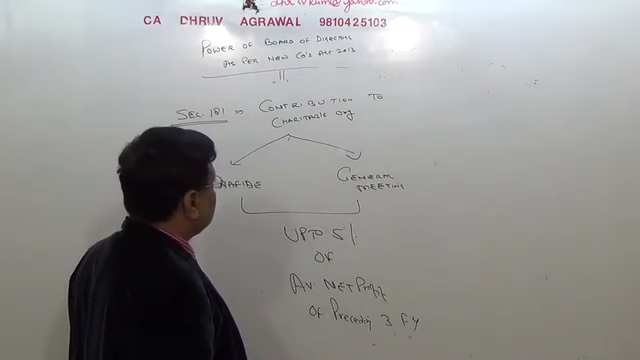 CA DHRUV AGRAWAL 9810425103
POWER OF BOARD OF DIRECTORS
AS PER NEW CO'S ACT 2013
SEC. 181 ⇒ CONTRIBUTION TO
CHARITABLE Org
GENERAL
MEETING
UPTO 5%
OF
AV. NET Profit
OF Preceding 3 F Y